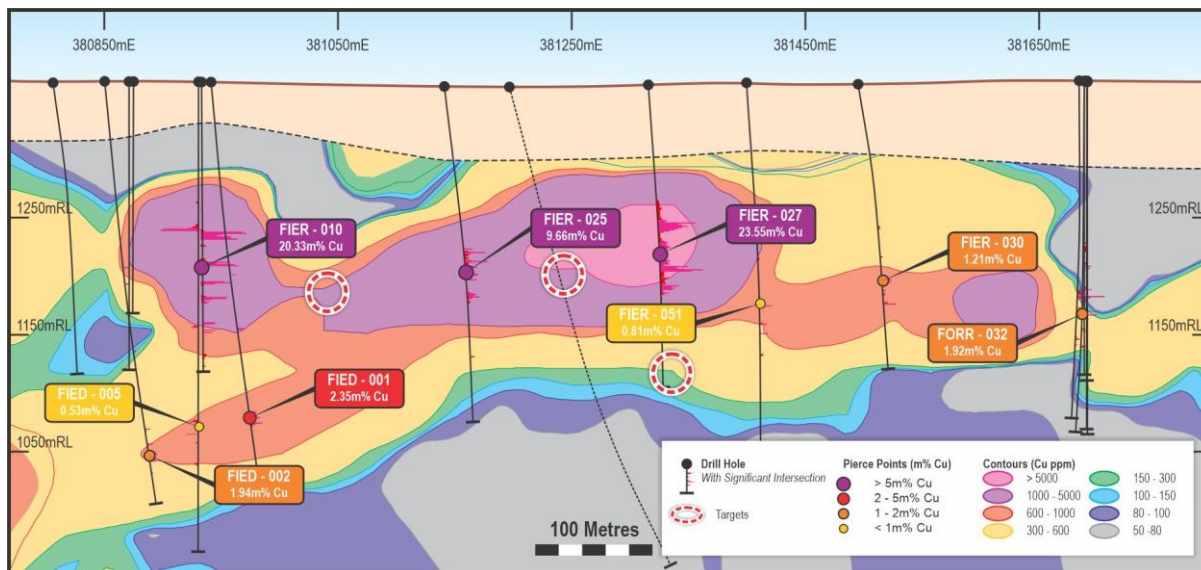 380850mE
381050mE
381250mE
381450mE
381650mE
1250mRL
1250mRL
FIER - 010
20.33m% Cu
FIER - 025
9.66m% Cu
FIER - 027
23.55m% Cu
FIER - 030
1.21m% Cu
1150mRL
FIER - 051
0.81m% Cu
FORR - 032
1.92m% Cu
1150mRL
FIED - 005
0.53m% Cu
FIED - 001
2.35m% Cu
1050mRL
FIED - 002
1.94m% Cu
100 Metres
Drill Hole
With Significant Intersection
Targets
Pierce Points (m% Cu)
> 5m% Cu
2 - 5m% Cu
1 - 2m% Cu
< 1m% Cu
Contours (Cu ppm)
> 5000
1000 - 5000
600 - 1000
300 - 600
150 - 300
100 - 150
80 - 100
50 - 80